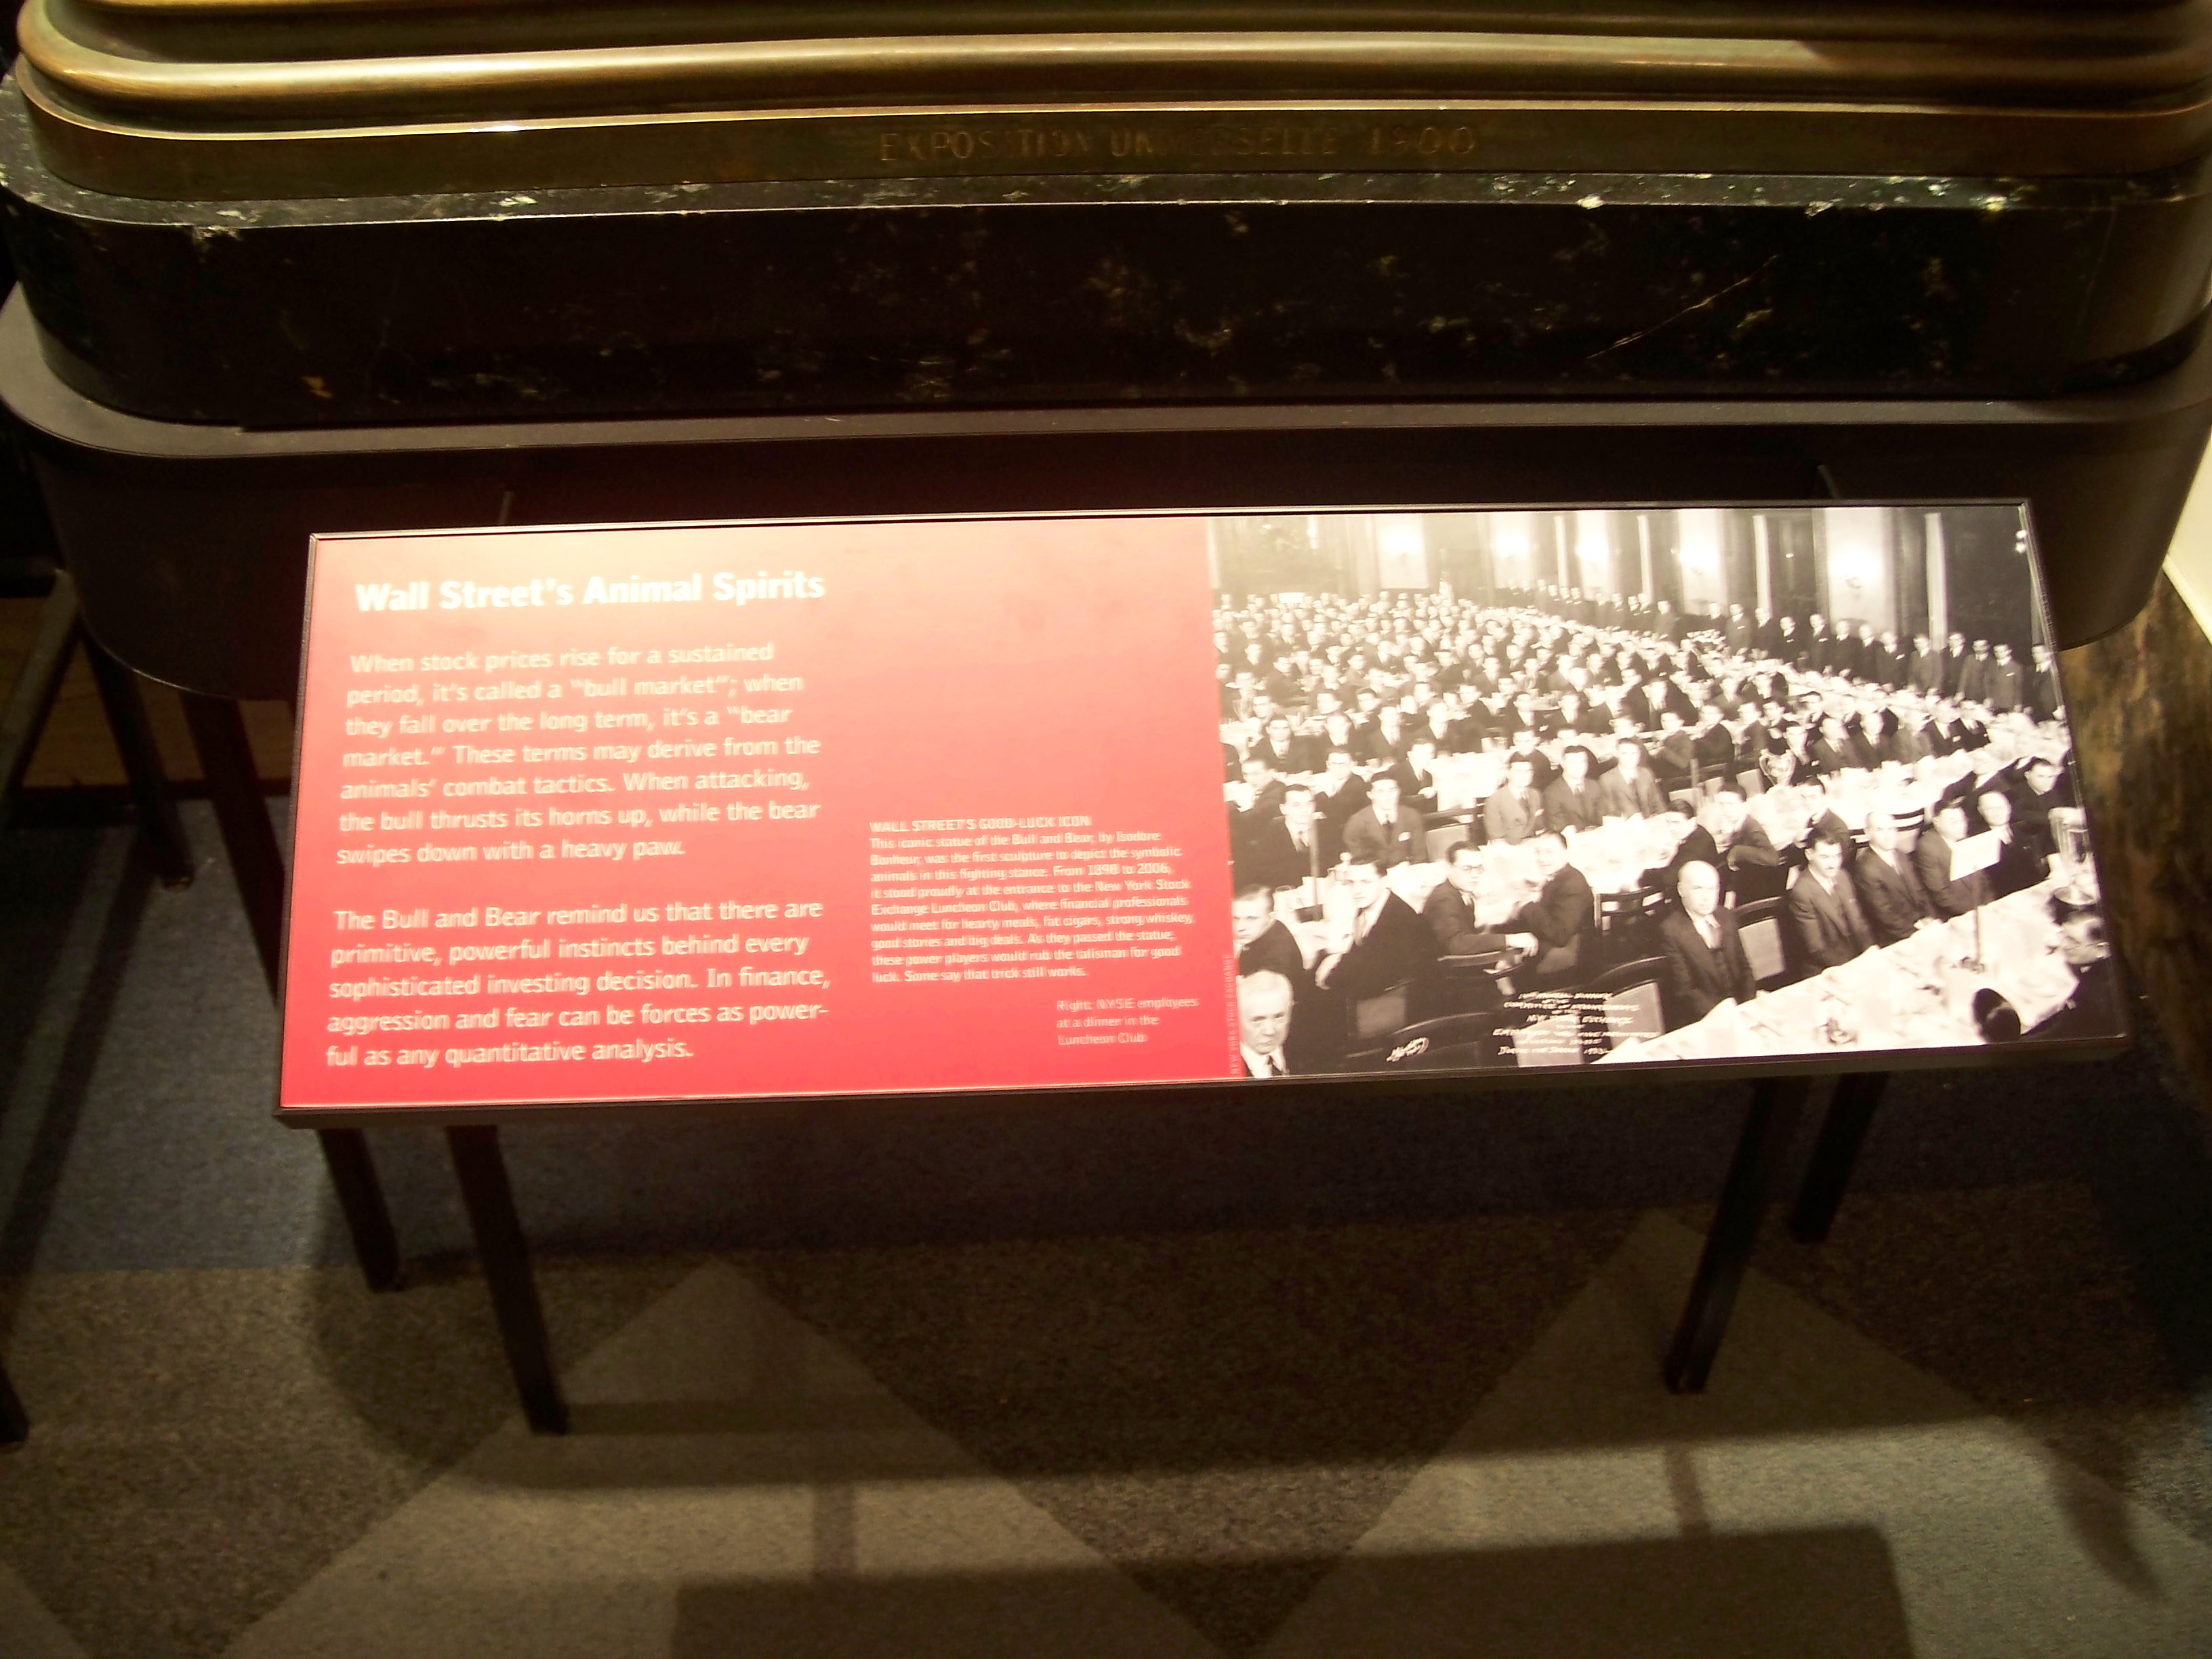 EXPOSITION UNIVERSELLE 1900
Wall Street's Animal Spirits
When stock prices rise for a sustained
period, it's called a "bull market"; when
they fall over the long term, it's a "bear
market." These terms may derive from the
animals' combat tactics. When attacking,
the bull thrusts its horns up, while the bear
swipes down with a heavy paw.
The Bull and Bear remind us that there are
primitive, powerful instincts behind every
sophisticated investing decision. In finance,
aggression and fear can be forces as power-
ful as any quantitative analysis.
WALL STREET'S GOOD-LUCK ICON
This iconic statue of the Bull and Bear, by Isadore
Bonheur, was the first sculpture to depict the symbolic
animals in this fighting stance. From 1898 to 2006,
it stood proudly at the entrance to the New York Stock
Exchange Luncheon Club, where financial professionals
would meet for hearty meals, fat cigars, strong whiskey,
good stories and big deals. As they passed the statue,
these power players would rub the talisman for good
luck. Some say that trick still works.
Right: NYSE employees
at a dinner in the
Luncheon Club
NEW YORK STOCK EXCHANGE